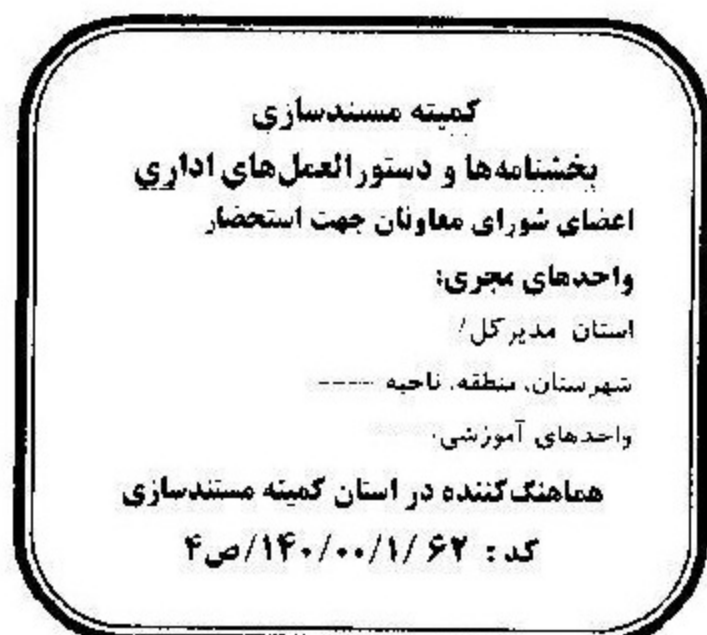 کمیته مستندسازی
بخشنامه‌ها و دستورالعمل‌های اداری
اعضای شورای معاونان جهت استحضار
واحدهای مجری:
استان مدیرکل/
شهرستان، منطقه، ناحیه -----
واحدهای آموزشی:
هماهنگ‌کننده در استان کمیته مستندسازی
کد : ۶۲ /۱۴۰/۰۰/۱/ص۴